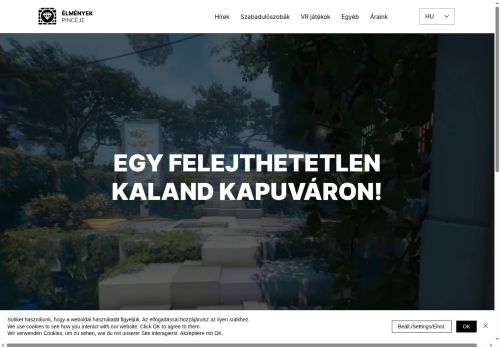 ÉLMÉNYEK
PINCÉJE
Hírek Szabadulószobák VR játékok Egyéb Áraink
HU
EGY FELEJTHETETLEN
KALAND KAPUVÁRON!
Sütiket használunk, hogy a weboldal használatát figyeljük. Az elfogadással hozzájárulsz az ilyen sütikhez.
We use cookies to see how you interact with our website. Click OK to agree to them.
Wir verwenden Cookies, um zu sehen, wie du mit unserer Site interagierst. Akzeptiere mit OK.
Beáll./Settings/Einst.
OK